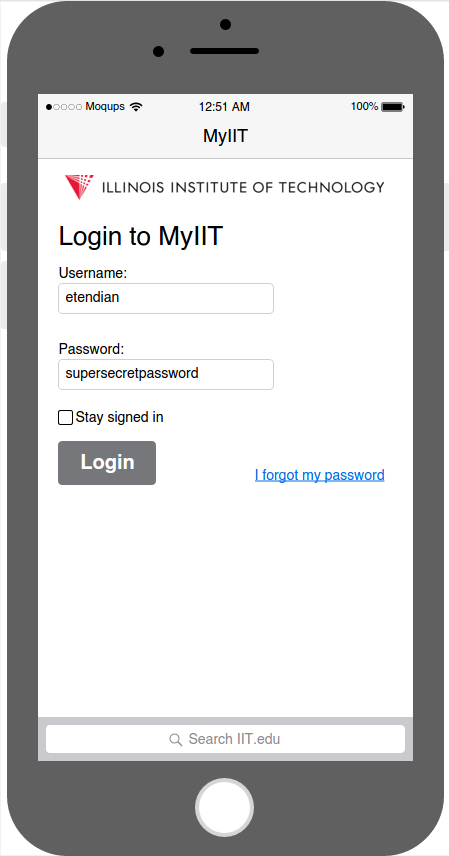 Moqups 12:51 AM 100%
MyIIT
ILLINOIS INSTITUTE OF TECHNOLOGY
Login to MyIIT
Username:
etendian
Password:
supersecretpassword
Stay signed in
Login
I forgot my password
Search IIT.edu